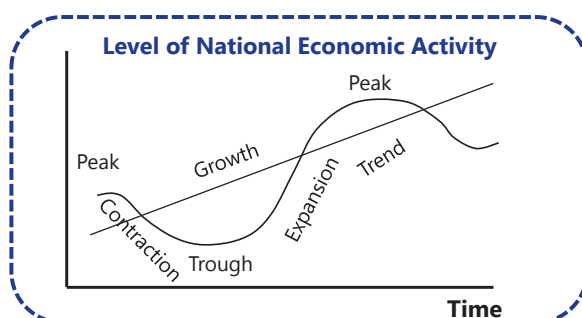 Level of National Economic Activity
Peak
Peak
Growth
Trend
Expansion
Contraction
Trough
Time